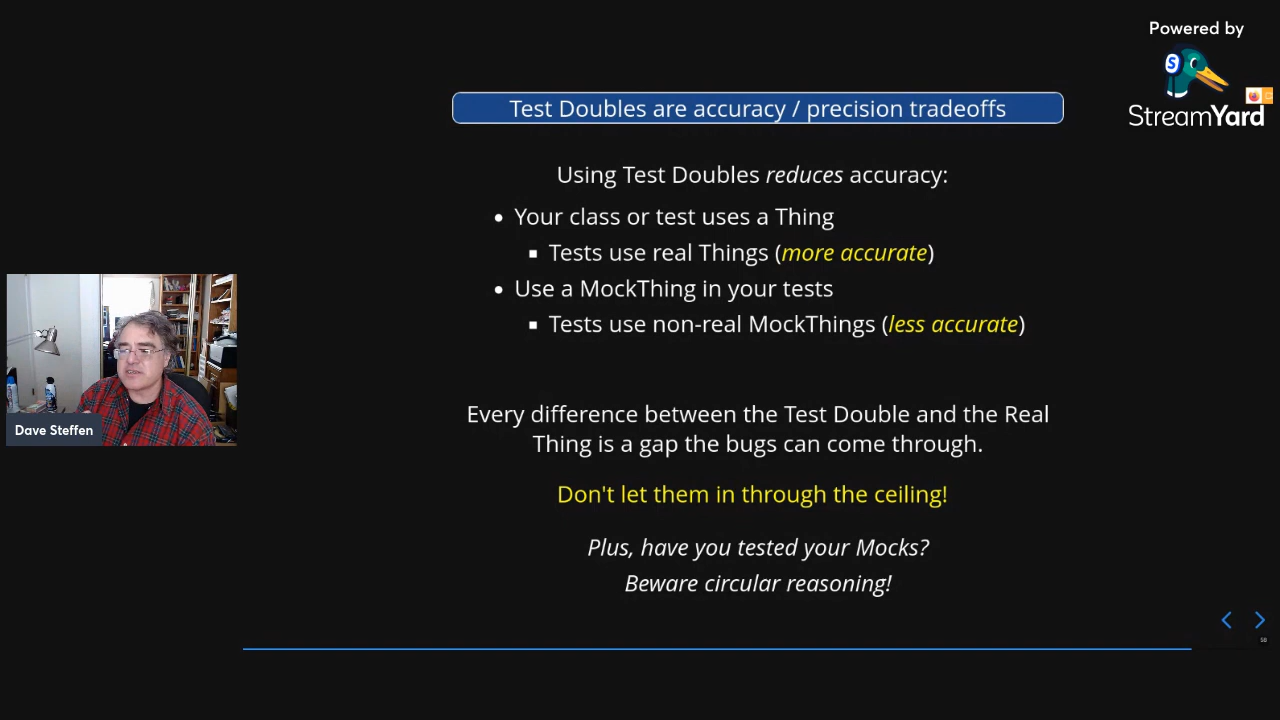 Powered by
S
StreamYard
Test Doubles are accuracy / precision tradeoffs
Using Test Doubles reduces accuracy:
• Your class or test uses a Thing
▪ Tests use real Things (more accurate)
• Use a MockThing in your tests
▪ Tests use non-real MockThings (less accurate)
Every difference between the Test Double and the Real
Thing is a gap the bugs can come through.
Don't let them in through the ceiling!
Plus, have you tested your Mocks?
Beware circular reasoning!
Dave Steffen